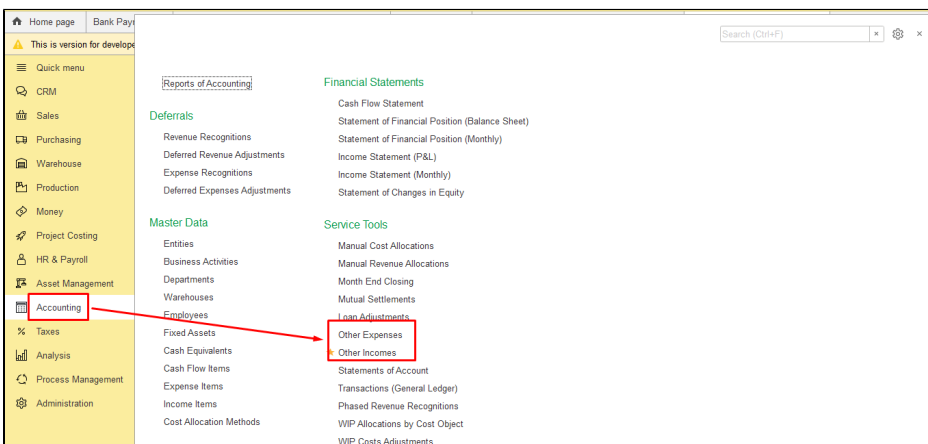 Home page
Bank Payr
Search (Ctrl+F)
This is version for develope
Quick menu
CRM
Sales
Purchasing
Warehouse
Production
Money
Project Costing
HR & Payroll
Asset Management
Accounting
Taxes
Analysis
Process Management
Administration
Reports of Accounting
Deferrals
Revenue Recognitions
Deferred Revenue Adjustments
Expense Recognitions
Deferred Expenses Adjustments
Master Data
Entities
Business Activities
Departments
Warehouses
Employees
Fixed Assets
Cash Equivalents
Cash Flow Items
Expense Items
Income Items
Cost Allocation Methods
Financial Statements
Cash Flow Statement
Statement of Financial Position (Balance Sheet)
Statement of Financial Position (Monthly)
Income Statement (P&L)
Income Statement (Monthly)
Statement of Changes in Equity
Service Tools
Manual Cost Allocations
Manual Revenue Allocations
Month End Closing
Mutual Settlements
Loan Adjustments
Other Expenses
Other Incomes
Statements of Account
Transactions (General Ledger)
Phased Revenue Recognitions
WIP Allocations by Cost Object
WIP Costs Adjustments